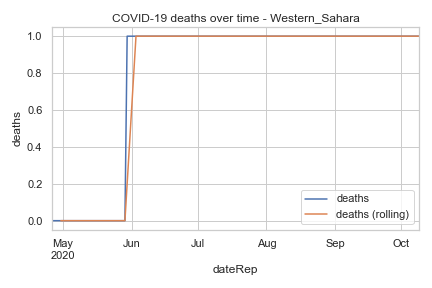 COVID-19 deaths over time - Western_Sahara
deaths
1.0
0.8
0.6
0.4
0.2
0.0
deaths
deaths (rolling)
May
2020
Jun
Jul
Aug
Sep
Oct
dateRep